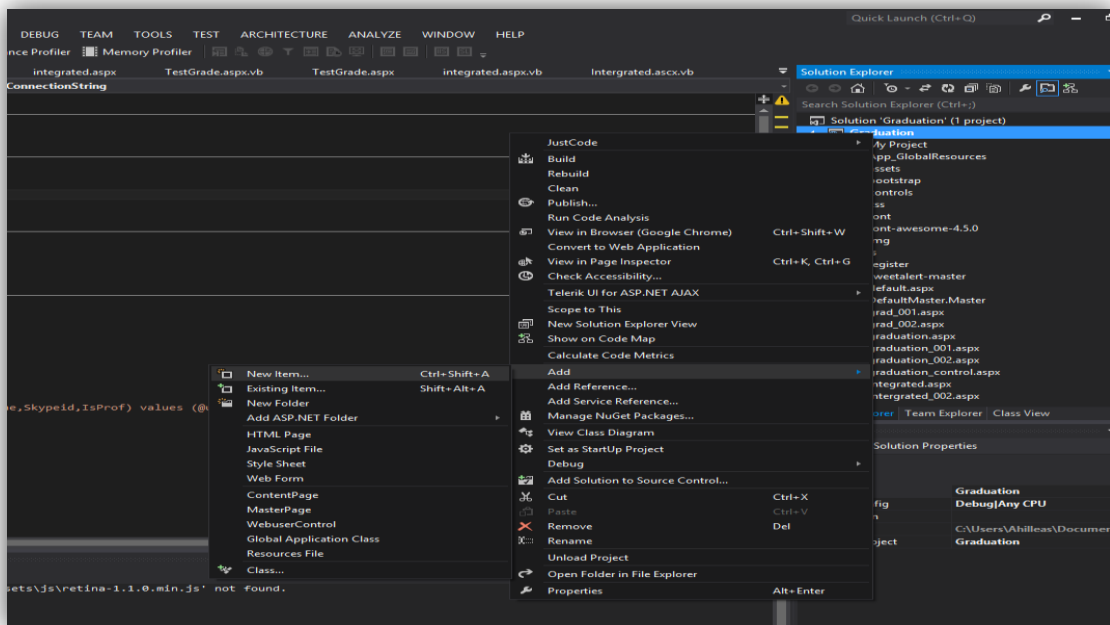 Quick Launch (Ctrl+Q)
DEBUG TEAM TOOLS TEST ARCHITECTURE ANALYZE WINDOW HELP
nce Profiler Memory Profiler
integrated.aspx TestGrade.aspx.vb TestGrade.aspx integrated.aspx.vb Intergrated.ascx.vb
ConnectionString
Solution Explorer
Search Solution Explorer (Ctrl+;)
Solution 'Graduation' (1 project)
Graduation
My Project
App_GlobalResources
ssets
ootstrap
ontrols
ss
ont
ont-awesome-4.5.0
mg
s
egister
weetalert-master
default.aspx
DefaultMaster.Master
grad_001.aspx
grad_002.aspx
graduation.aspx
graduation_001.aspx
graduation_002.aspx
graduation_control.aspx
ntegrated.aspx
ntergrated_002.aspx
orer Team Explorer Class View
Solution Properties
Graduation
fig Debug|Any CPU
n
C:\Users\Ahilleas\Documen
oject Graduation
JustCode
Build
Rebuild
Clean
Publish...
Run Code Analysis
View in Browser (Google Chrome) Ctrl+Shift+W
Convert to Web Application
View in Page Inspector Ctrl+K, Ctrl+G
Check Accessibility...
Telerik UI for ASP.NET AJAX
Scope to This
New Solution Explorer View
Show on Code Map
Calculate Code Metrics
Add
Add Reference...
Add Service Reference...
Manage NuGet Packages...
View Class Diagram
Set as StartUp Project
Debug
Add Solution to Source Control...
Cut Ctrl+X
Paste Ctrl+V
Remove Del
Rename
Unload Project
Open Folder in File Explorer
Properties Alt+Enter
New Item... Ctrl+Shift+A
Existing Item... Shift+Alt+A
New Folder
Add ASP.NET Folder
HTML Page
JavaScript File
Style Sheet
Web Form
ContentPage
MasterPage
WebuserControl
Global Application Class
Resources File
Class...
e,Skypeid,IsProf) values (@
sets\js\retina-1.1.0.min.js' not found.